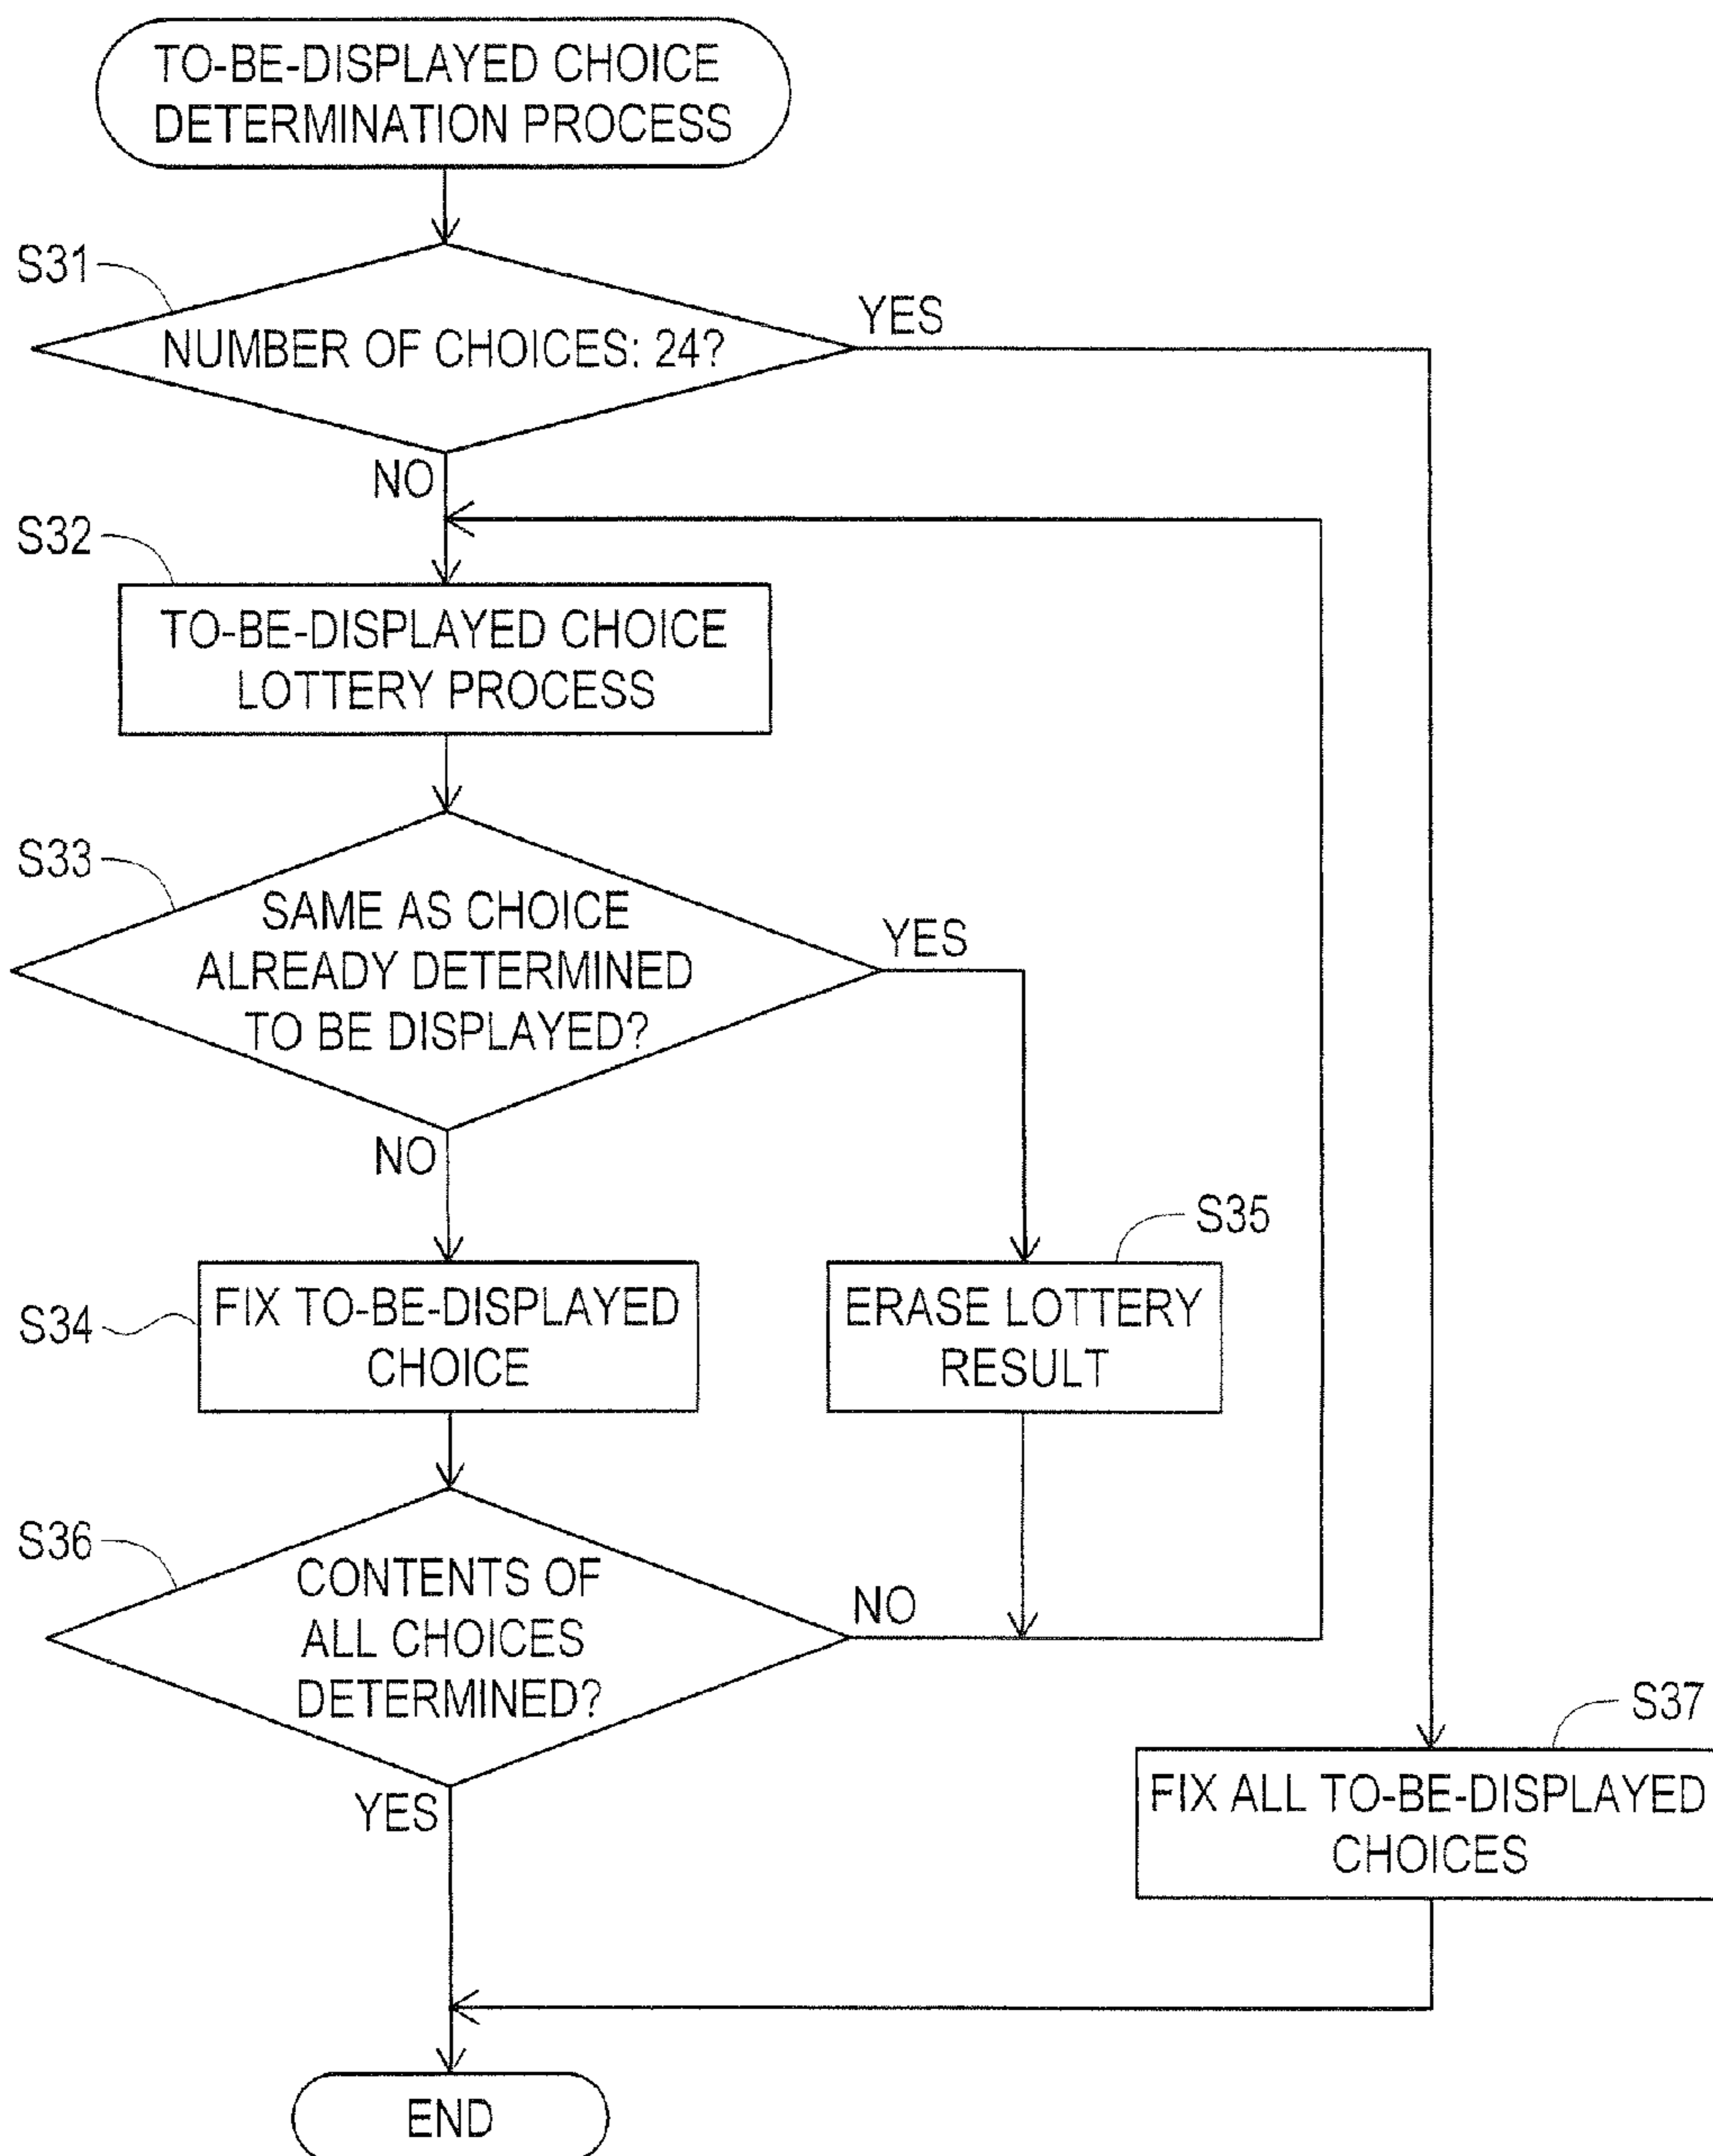 TO-BE-DISPLAYED CHOICE
DETERMINATION PROCESS
S31
NUMBER OF CHOICES: 24?
YES
NO
S32
TO-BE-DISPLAYED CHOICE
LOTTERY PROCESS
S33
SAME AS CHOICE
ALREADY DETERMINED
TO BE DISPLAYED?
YES
NO
S34
FIX TO-BE-DISPLAYED
CHOICE
S35
ERASE LOTTERY
RESULT
S36
CONTENTS OF
ALL CHOICES
DETERMINED?
NO
YES
S37
FIX ALL TO-BE-DISPLAYED
CHOICES
END